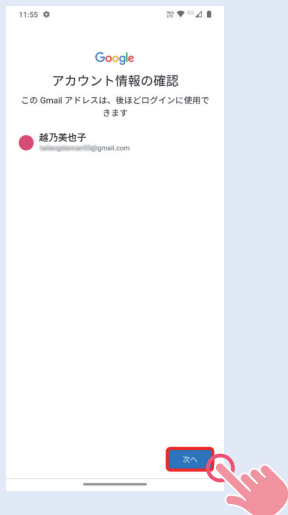 11:55
Google
アカウント情報の確認
この Gmail アドレスは、後ほどログインに使用で
きます
越乃美也子
@gmail.com
次へ